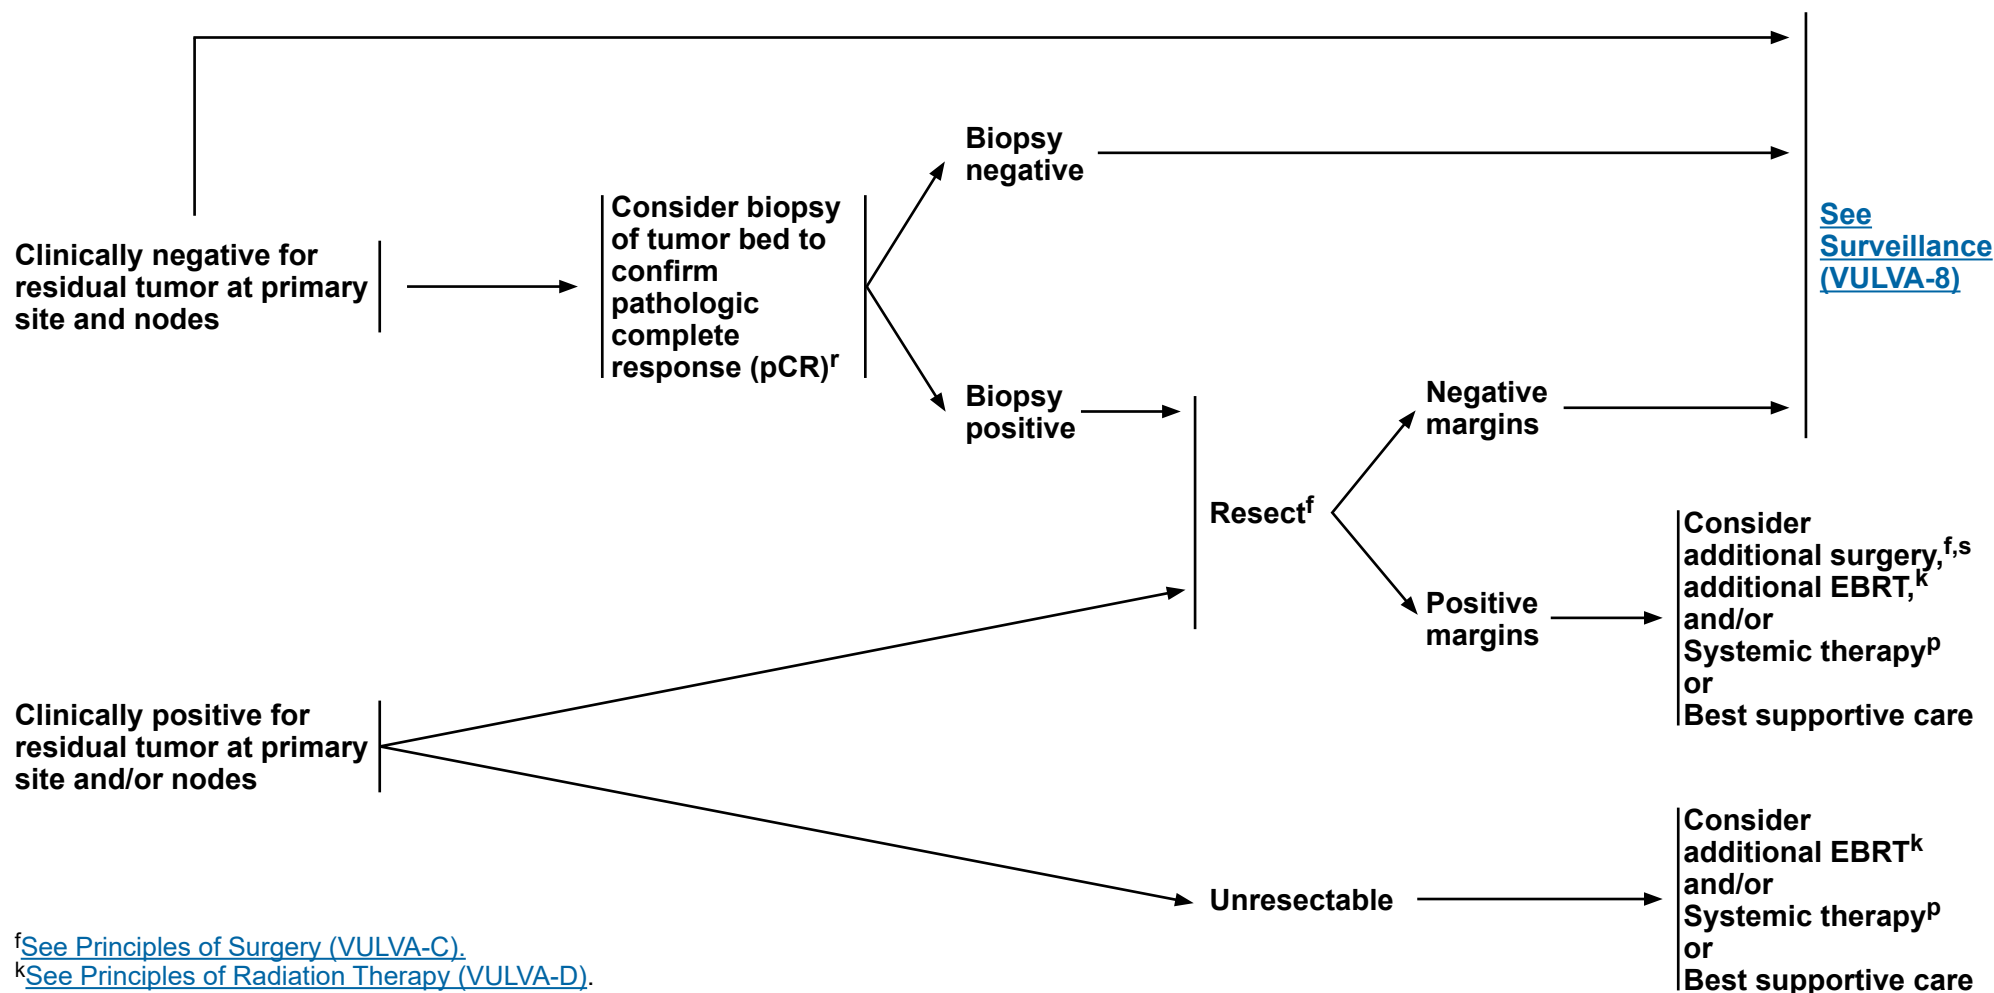 Clinically negative for
residual tumor at primary
site and nodes
Consider biopsy
of tumor bed to
confirm
pathologic
complete
response (pCR)r
Biopsy
negative
Biopsy
positive
See
Surveillance
(VULVA-8)
Resectf
Negative
margins
Positive
margins
Consider
additional surgery,f,s
additional EBRT,k
and/or
Systemic therapyp
or
Best supportive care
Clinically positive for
residual tumor at primary
site and/or nodes
Unresectable
Consider
additional EBRTk
and/or
Systemic therapyp
or
Best supportive care
fSee Principles of Surgery (VULVA-C).
kSee Principles of Radiation Therapy (VULVA-D).